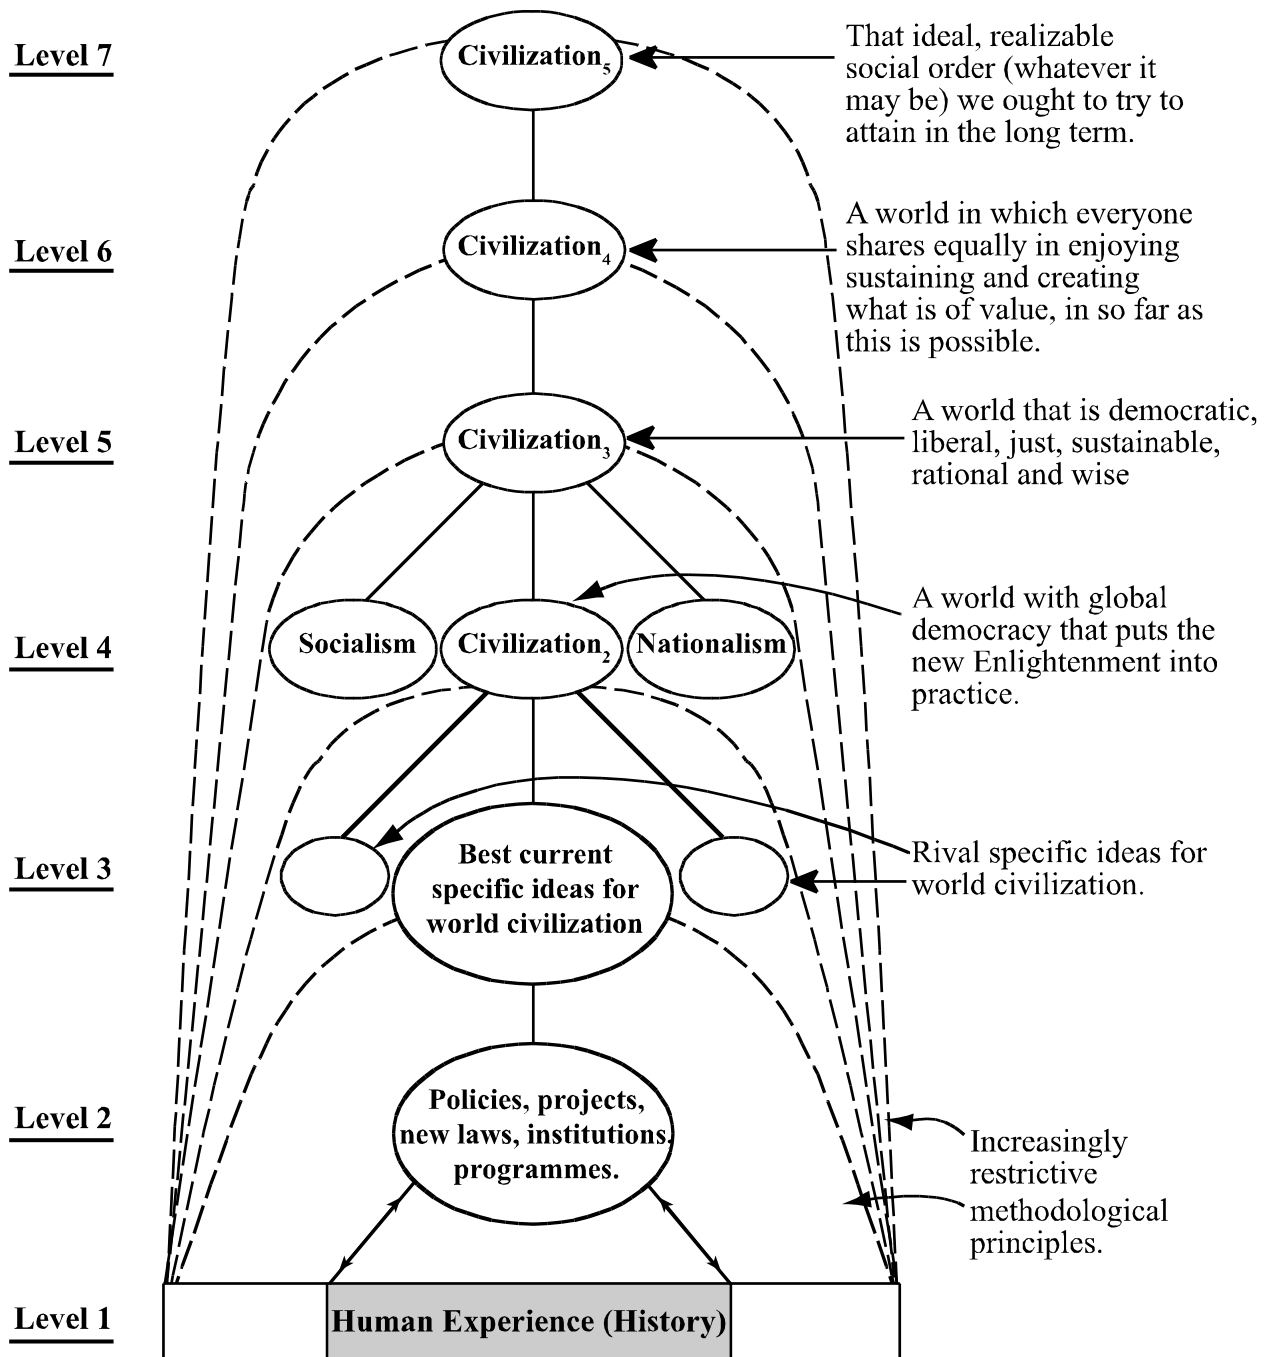 Level 7
Civilization₅
That ideal, realizable
social order (whatever it
may be) we ought to try to
attain in the long term.
Level 6
Civilization₄
A world in which everyone
shares equally in enjoying
sustaining and creating
what is of value, in so far as
this is possible.
Level 5
Civilization₃
A world that is democratic,
liberal, just, sustainable,
rational and wise
Level 4
Socialism
Civilization₂
Nationalism
A world with global
democracy that puts the
new Enlightenment into
practice.
Level 3
Best current
specific ideas for
world civilization
Rival specific ideas for
world civilization.
Level 2
Policies, projects,
new laws, institutions.
programmes.
Increasingly
restrictive
methodological
principles.
Level 1
Human Experience (History)